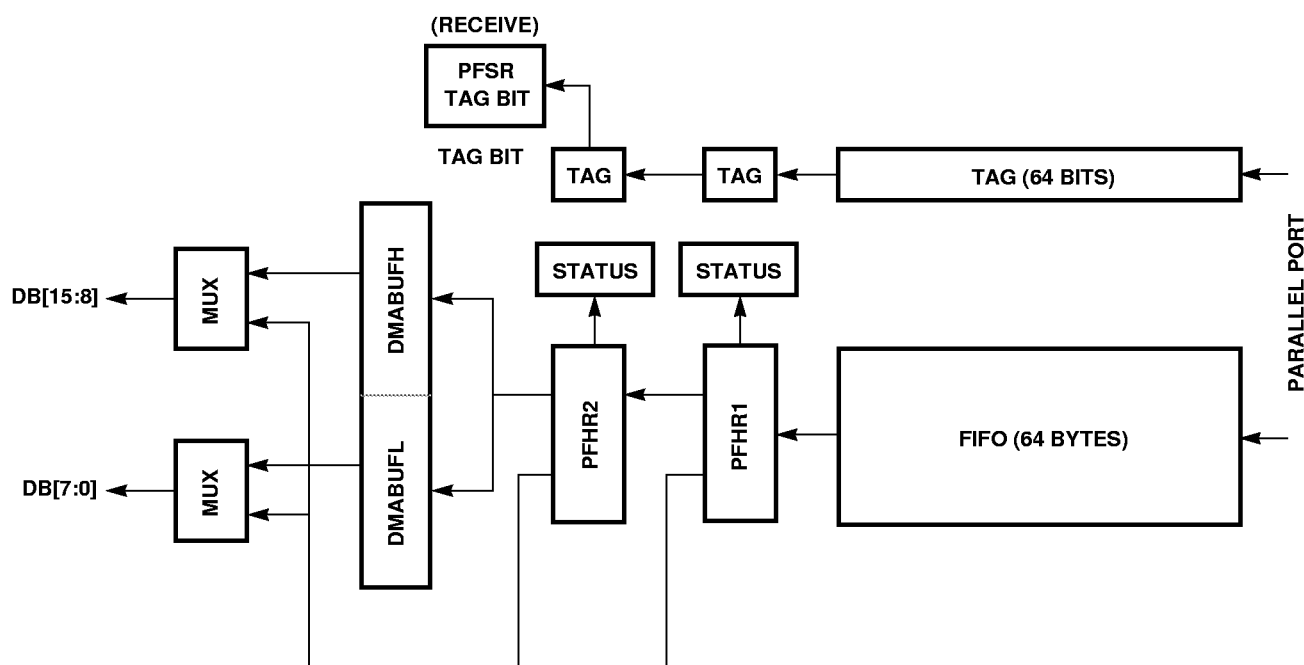 (RECEIVE)
PFSR
TAG BIT
TAG BIT
TAG
TAG
TAG (64 BITS)
PARALLEL PORT
STATUS
STATUS
DB[15:8]
MUX
DMABUFH
PFHR2
PFHR1
FIFO (64 BYTES)
DB[7:0]
MUX
DMABUFL